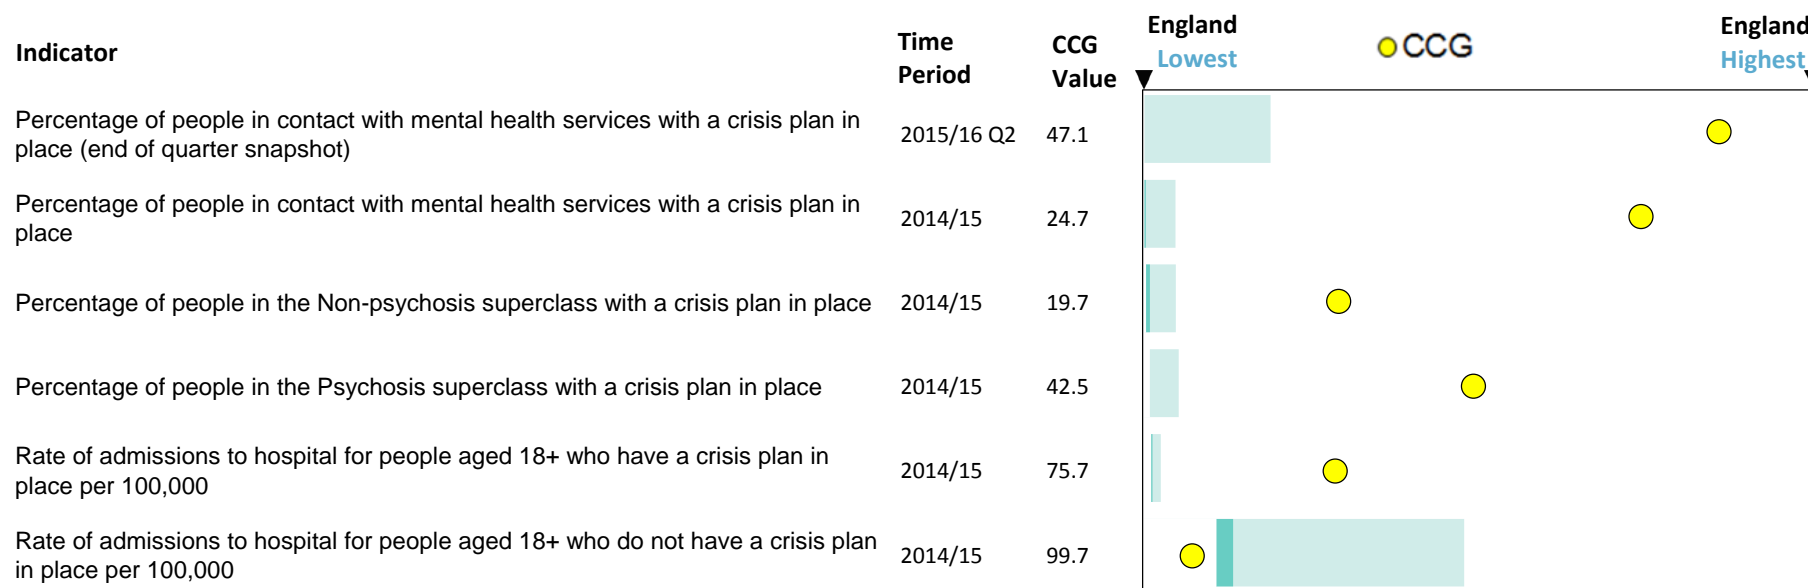 Indicator
Time
Period
CCG
Value
England
Lowest
CCG
England
Highest
Percentage of people in contact with mental health services with a crisis plan in
place (end of quarter snapshot)
2015/16 Q2
47.1
Percentage of people in contact with mental health services with a crisis plan in
place
2014/15
24.7
Percentage of people in the Non-psychosis superclass with a crisis plan in place
2014/15
19.7
Percentage of people in the Psychosis superclass with a crisis plan in place
2014/15
42.5
Rate of admissions to hospital for people aged 18+ who have a crisis plan in
place per 100,000
2014/15
75.7
Rate of admissions to hospital for people aged 18+ who do not have a crisis plan
in place per 100,000
2014/15
99.7